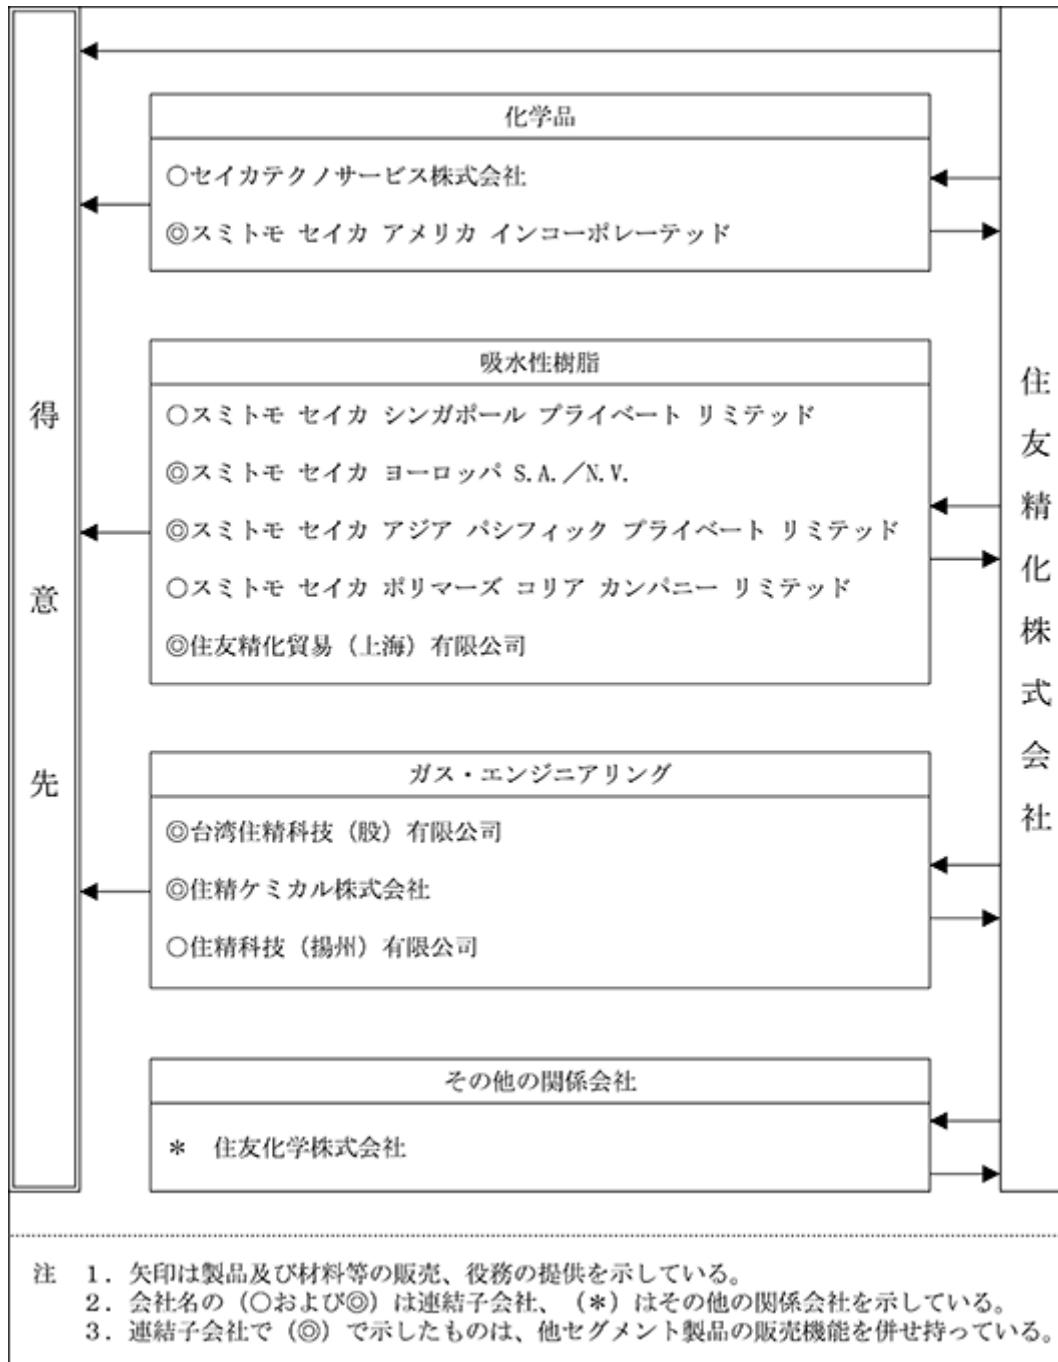 化学品
○セイカテクノサービス株式会社
◎スミトモ セイカ アメリカ インコーポレーテッド
吸水性樹脂
○スミトモ セイカ シンガポール プライベート リミテッド
◎スミトモ セイカ ヨーロッパ S.A.／N.V.
◎スミトモ セイカ アジア パシフィック プライベート リミテッド
○スミトモ セイカ ポリマーズ コリア カンパニー リミテッド
◎住友精化貿易（上海）有限公司
ガス・エンジニアリング
◎台湾住精科技（股）有限公司
◎住精ケミカル株式会社
○住精科技（揚州）有限公司
その他の関係会社
＊ 住友化学株式会社
得意先
住友精化株式会社
注 １．矢印は製品及び材料等の販売、役務の提供を示している。
２．会社名の（○および◎）は連結子会社、（＊）はその他の関係会社を示している。
３．連結子会社で（◎）で示したものは、他セグメント製品の販売機能を併せ持っている。